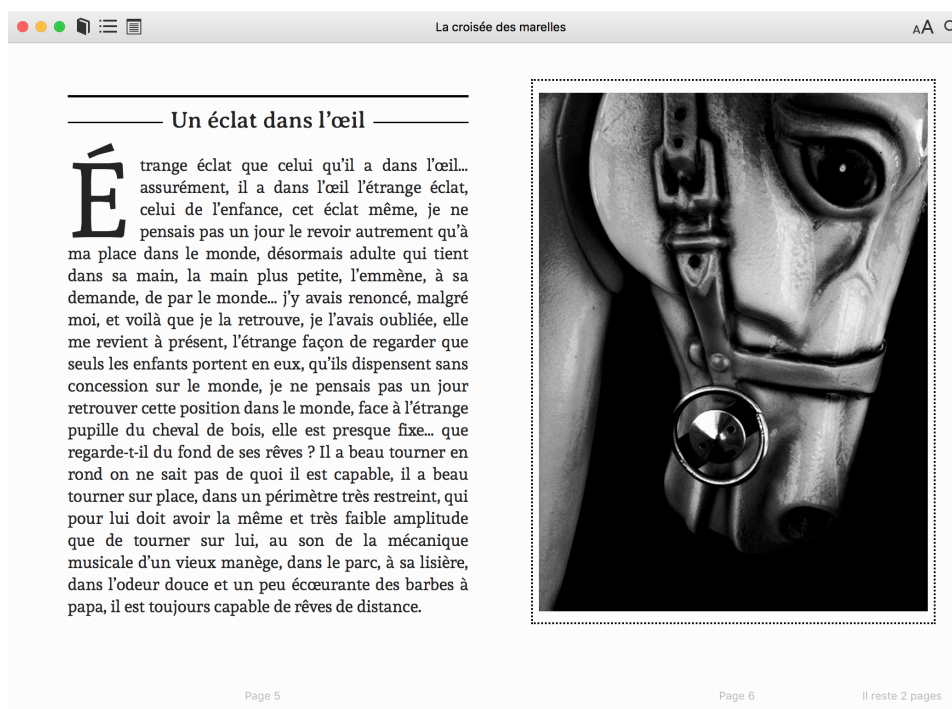 La croisée des marelles
AA
Un éclat dans l’œil
Étrange éclat que celui qu’il a dans l’œil…
assurément, il a dans l’œil l’étrange éclat,
celui de l’enfance, cet éclat même, je ne
pensais pas un jour le revoir autrement qu’à
ma place dans le monde, désormais adulte qui tient
dans sa main, la main plus petite, l’emmène, à sa
demande, de par le monde… j’y avais renoncé, malgré
moi, et voilà que je la retrouve, je l’avais oubliée, elle
me revient à présent, l’étrange façon de regarder que
seuls les enfants portent en eux, qu’ils dispensent sans
concession sur le monde, je ne pensais pas un jour
retrouver cette position dans le monde, face à l’étrange
pupille du cheval de bois, elle est presque fixe… que
regarde-t-il du fond de ses rêves ? Il a beau tourner en
rond on ne sait pas de quoi il est capable, il a beau
tourner sur place, dans un périmètre très restreint, qui
pour lui doit avoir la même et très faible amplitude
que de tourner sur lui, au son de la mécanique
musicale d’un vieux manège, dans le parc, à sa lisière,
dans l’odeur douce et un peu écœurante des barbes à
papa, il est toujours capable de rêves de distance.
Page 5
Page 6
Il reste 2 pages